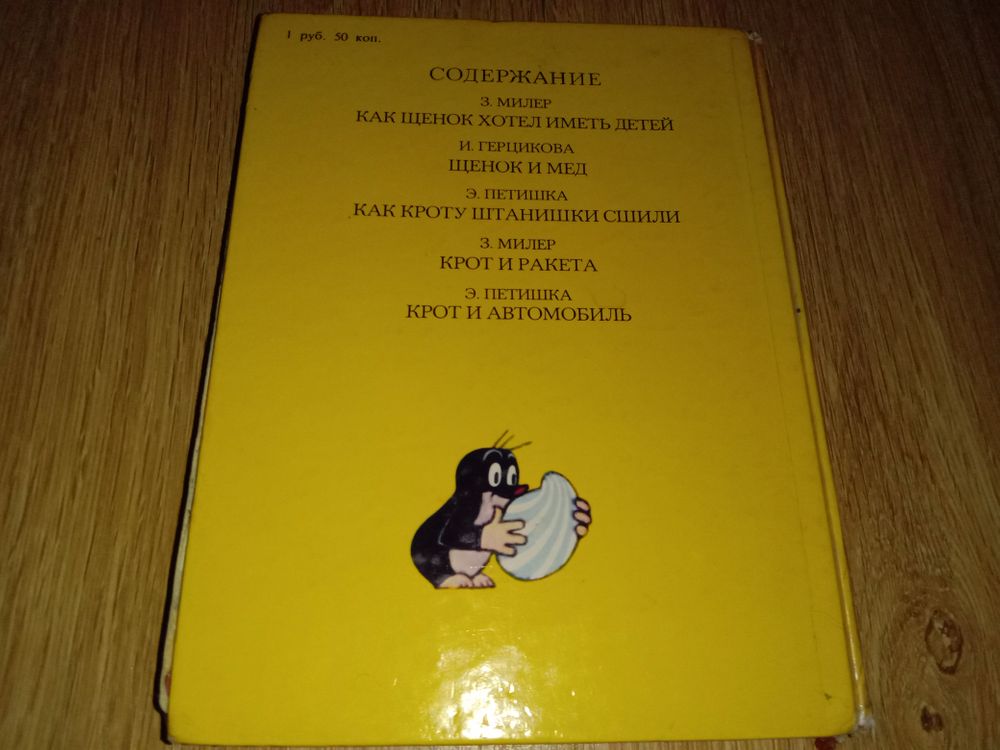 1 руб. 50 коп.
СОДЕРЖАНИЕ
З. МИЛЕР
КАК ЩЕНОК ХОТЕЛ ИМЕТЬ ДЕТЕЙ
И. ГЕРЦИКОВА
ЩЕНОК И МЕД
Э. ПЕТИШКА
КАК КРОТУ ШТАНИШКИ СШИЛИ
З. МИЛЕР
КРОТ И РАКЕТА
Э. ПЕТИШКА
КРОТ И АВТОМОБИЛЬ